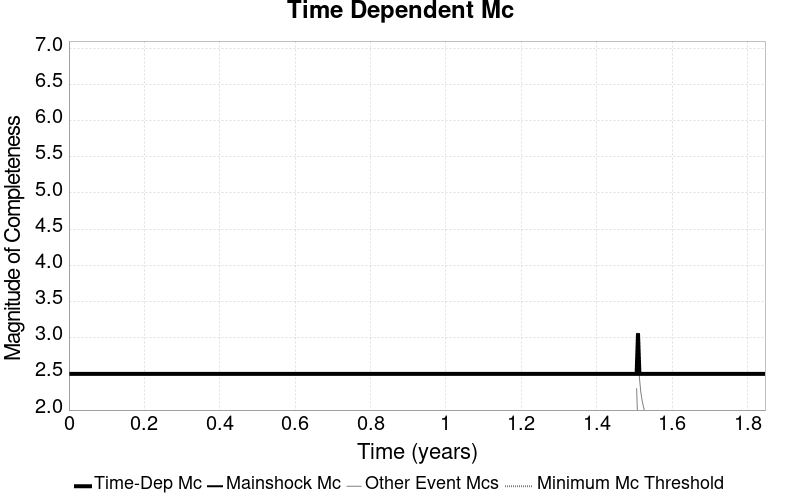 Time Dependent Mc
Magnitude of Completeness
7.0
6.5
6.0
5.5
5.0
4.5
4.0
3.5
3.0
2.5
2.0
0 0.2 0.4 0.6 0.8 1 1.2 1.4 1.6 1.8
Time (years)
Time-Dep Mc Mainshock Mc Other Event Mcs Minimum Mc Threshold